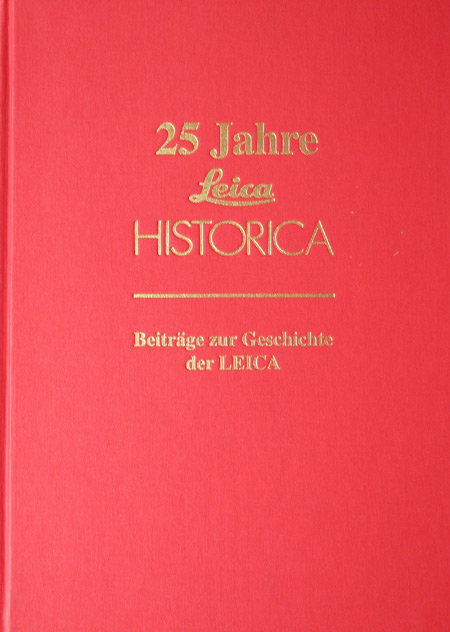 25 Jahre
Leica
HISTORICA
Beiträge zur Geschichte
der LEICA